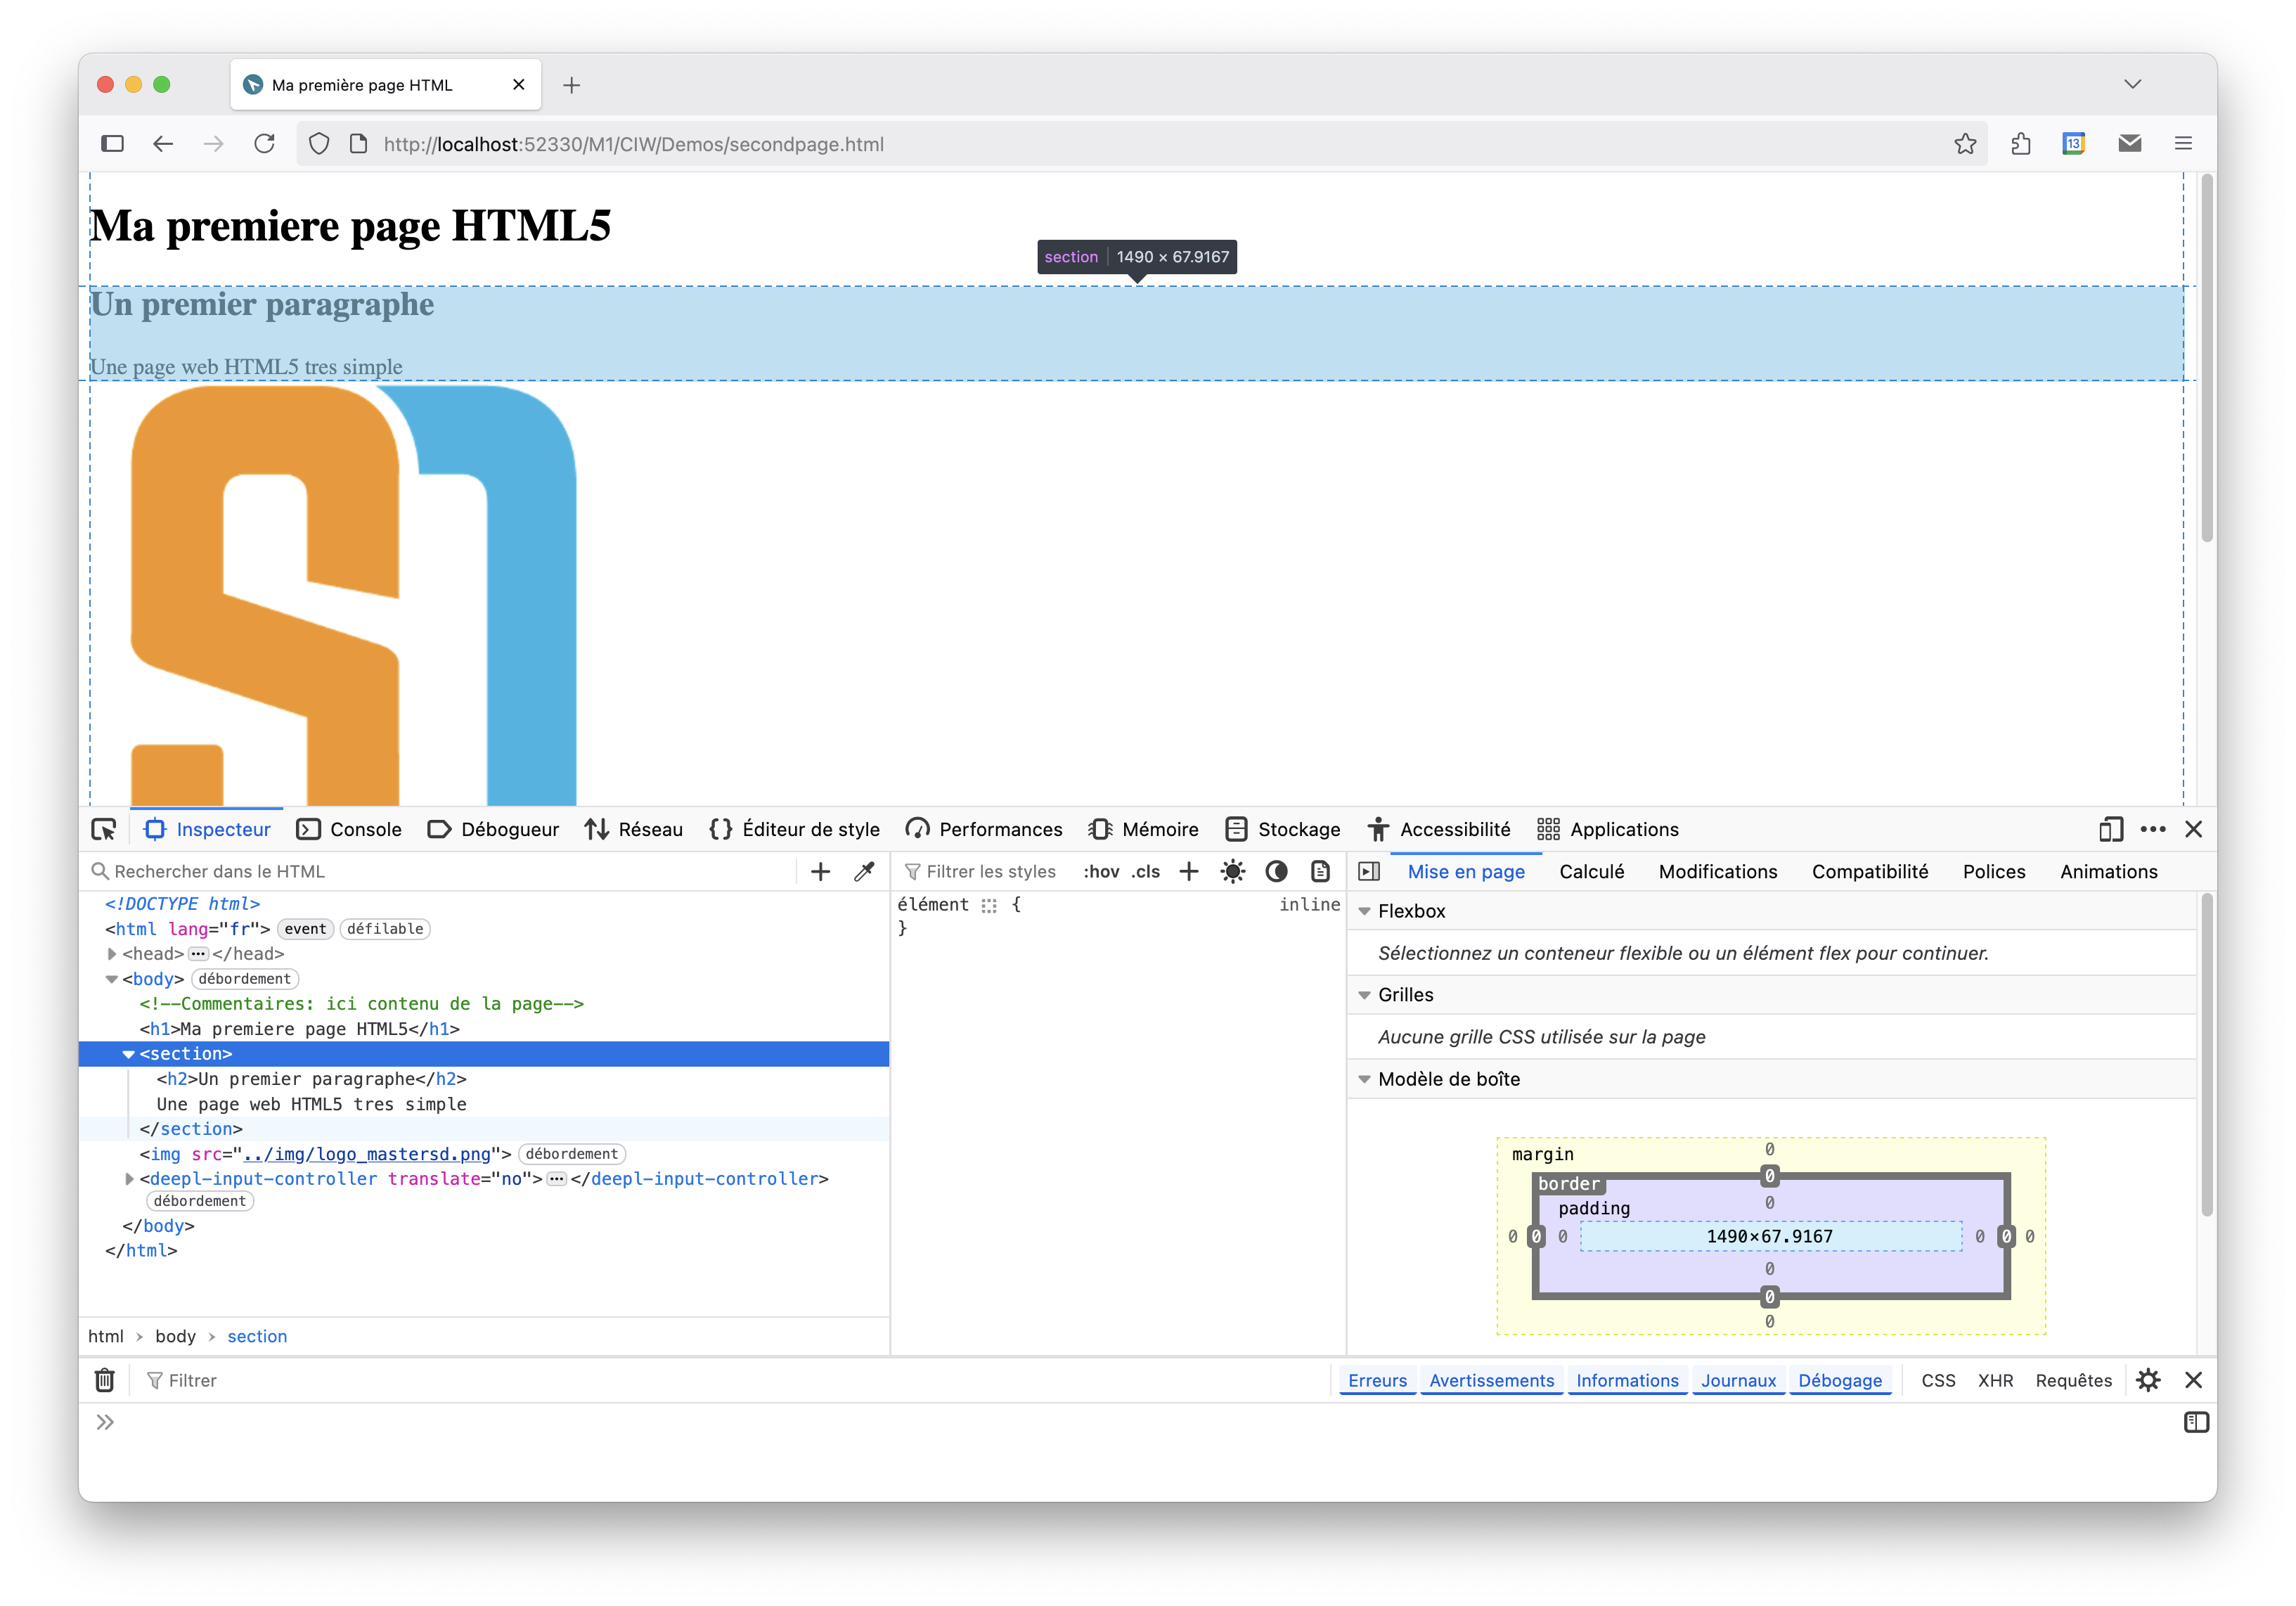 Ma première page HTML
http://localhost:52330/M1/CIW/Demos/secondpage.html
13
Ma premiere page HTML5
section 1490 × 67.9167
Un premier paragraphe
Une page web HTML5 tres simple
Inspecteur Console Débogueur Réseau Éditeur de style Performances Mémoire Stockage Accessibilité Applications
Rechercher dans le HTML
Filtrer les styles :hov .cls
Mise en page Calculé Modifications Compatibilité Polices Animations
<!DOCTYPE html>
<html lang="fr"> event défilable
<head> ••• </head>
<body> débordement
<!--Commentaires: ici contenu de la page-->
<h1>Ma premiere page HTML5</h1>
<section>
<h2>Un premier paragraphe</h2>
Une page web HTML5 tres simple
</section>
<img src="../img/logo_mastersd.png"> débordement
<deepl-input-controller translate="no"> ••• </deepl-input-controller>
débordement
</body>
</html>
html › body › section
élément { inline
}
Flexbox
Sélectionnez un conteneur flexible ou un élément flex pour continuer.
Grilles
Aucune grille CSS utilisée sur la page
Modèle de boîte
margin 0
border 0
padding 0
0 0 0 1490×67.9167 0 0 0
0
0
0
Filtrer
Erreurs Avertissements Informations Journaux Débogage CSS XHR Requêtes